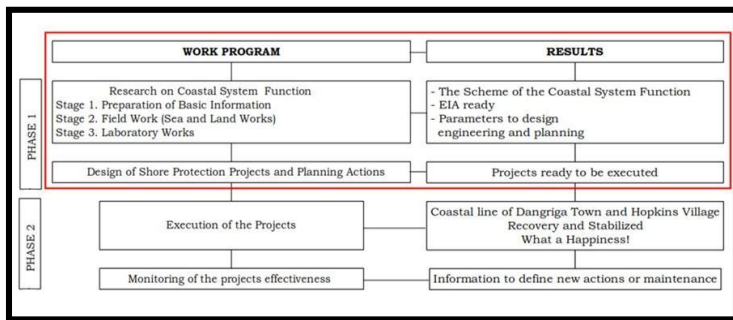 WORK PROGRAM
RESULTS
PHASE 1
Research on Coastal System Function
Stage 1. Preparation of Basic Information
Stage 2. Field Work (Sea and Land Works)
Stage 3. Laboratory Works
- The Scheme of the Coastal System Function
- EIA ready
- Parameters to design
engineering and planning
Design of Shore Protection Projects and Planning Actions
Projects ready to be executed
PHASE 2
Execution of the Projects
Coastal line of Dangriga Town and Hopkins Village
Recovery and Stabilized
What a Happiness!
Monitoring of the projects effectiveness
Information to define new actions or maintenance